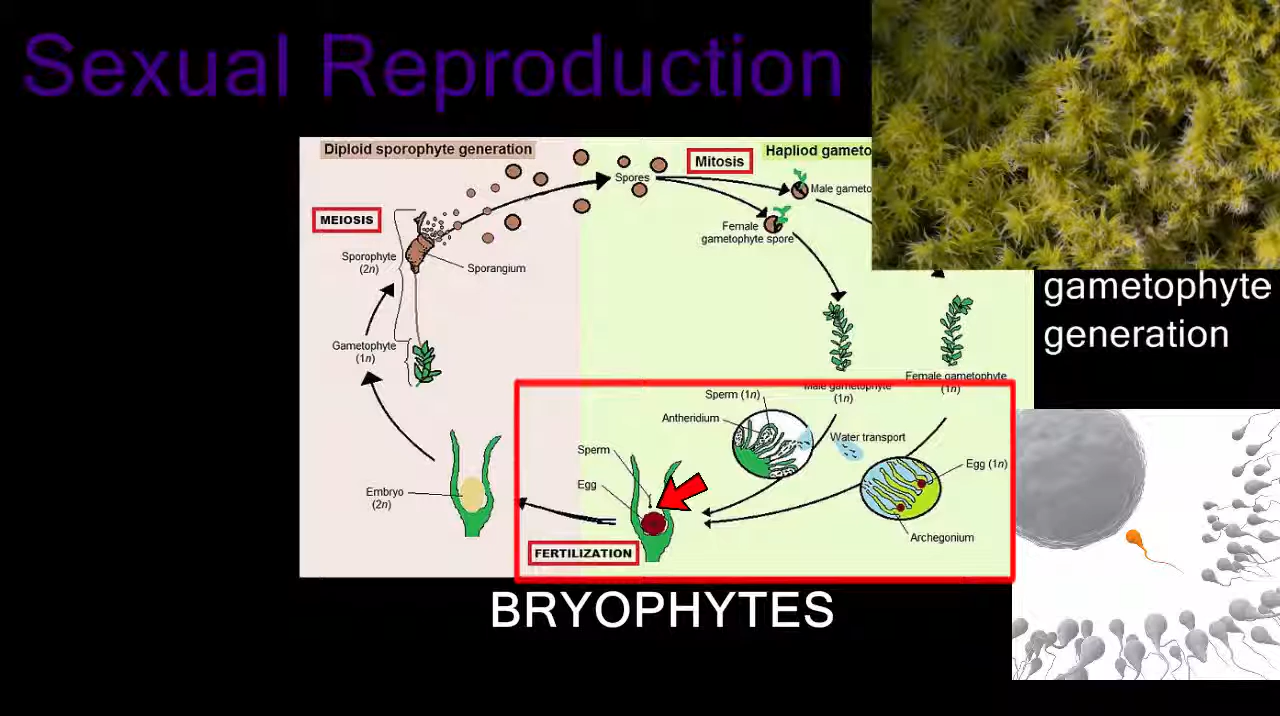 Sexual Reproduction
Diploid sporophyte generation
Mitosis
Hapliod gameto
Spores
Male gameto
MEIOSIS
Female
gametophyte spore
Sporophyte
(2n)
Sporangium
gametophyte
generation
Gametophyte
(1n)
Male gametophyte
(1n)
Female gametophyte
(1n)
Sperm (1n)
Antheridium
Water transport
Sperm
Egg
Egg (1n)
Embryo
(2n)
Archegonium
FERTILIZATION
BRYOPHYTES